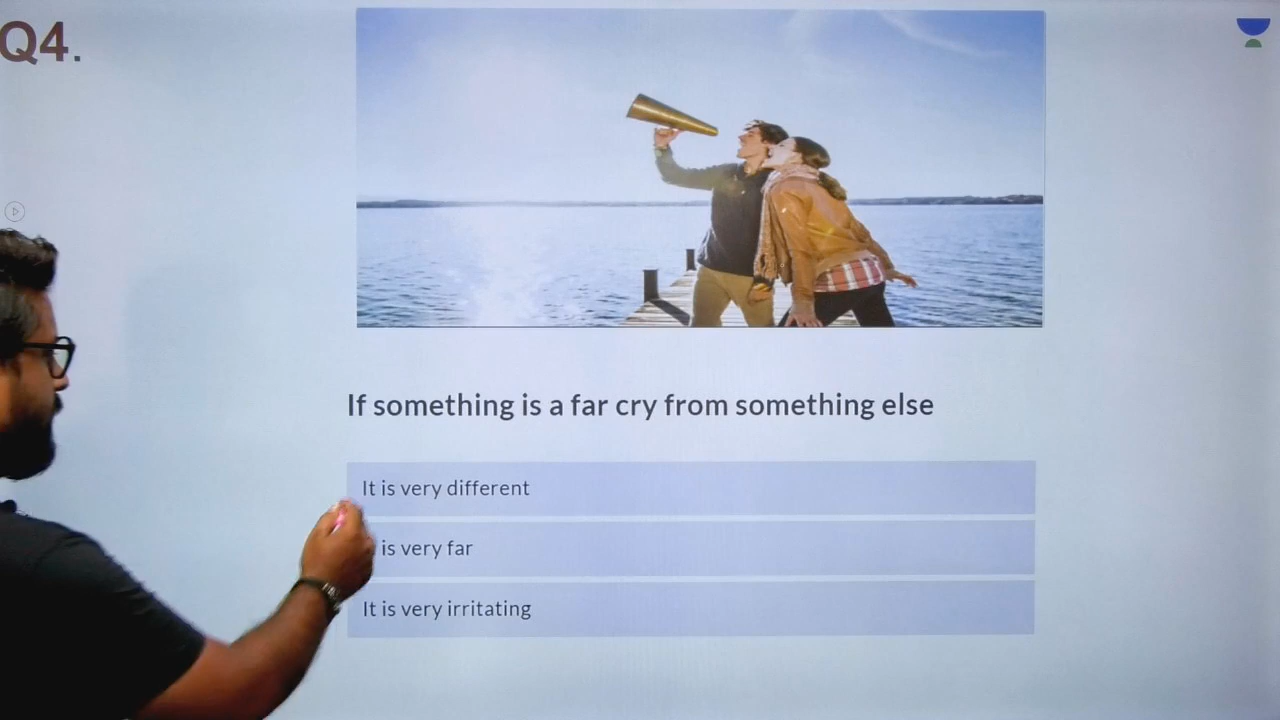 Q4.
If something is a far cry from something else
It is very different
is very far
It is very irritating